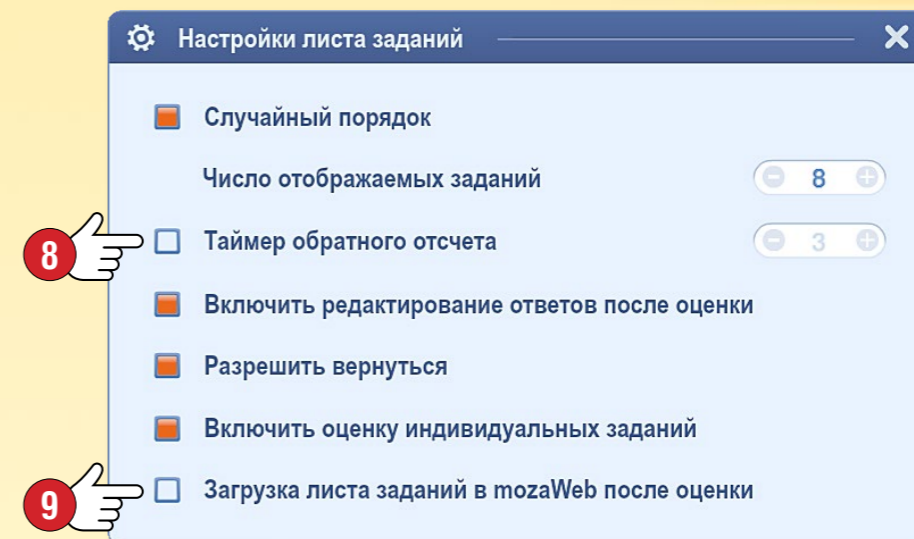 Настройки листа заданий
Случайный порядок
Число отображаемых заданий 8
8 Таймер обратного отсчета 3
Включить редактирование ответов после оценки
Разрешить вернуться
Включить оценку индивидуальных заданий
9 Загрузка листа заданий в mozaWeb после оценки